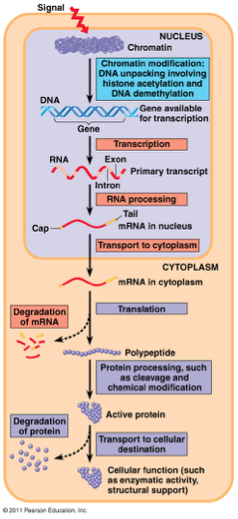 Signal
NUCLEUS
Chromatin
Chromatin modification:
DNA unpacking involving
histone acetylation and
DNA demethylation
DNA
Gene available
for transcription
Gene
Transcription
RNA
Exon
Primary transcript
Intron
RNA processing
Tail
Cap
mRNA in nucleus
Transport to cytoplasm
CYTOPLASM
mRNA in cytoplasm
Degradation
of mRNA
Translation
Polypeptide
Protein processing, such
as cleavage and
chemical modification
Active protein
Degradation
of protein
Transport to cellular
destination
Cellular function (such
as enzymatic activity,
structural support)
© 2011 Pearson Education, Inc.